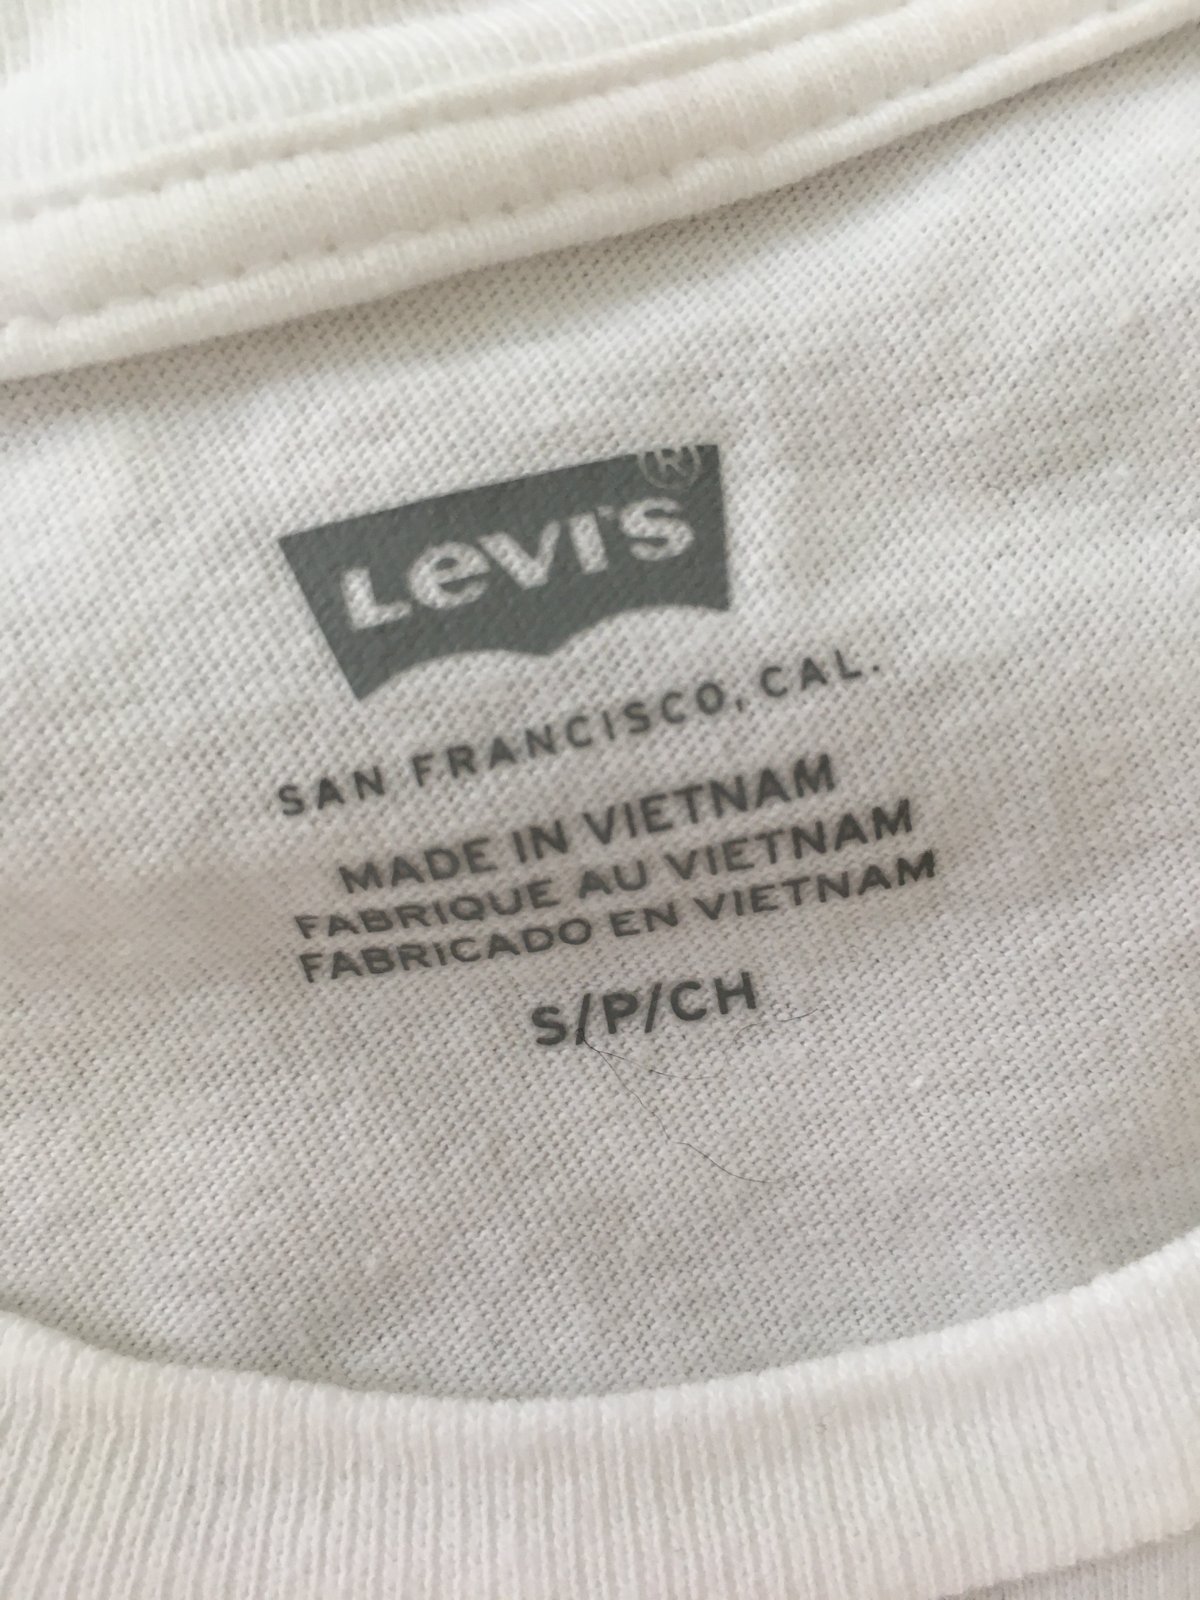 Levi's®
SAN FRANCISCO, CAL.
MADE IN VIETNAM
FABRIQUE AU VIETNAM
FABRICADO EN VIETNAM
S/P/CH